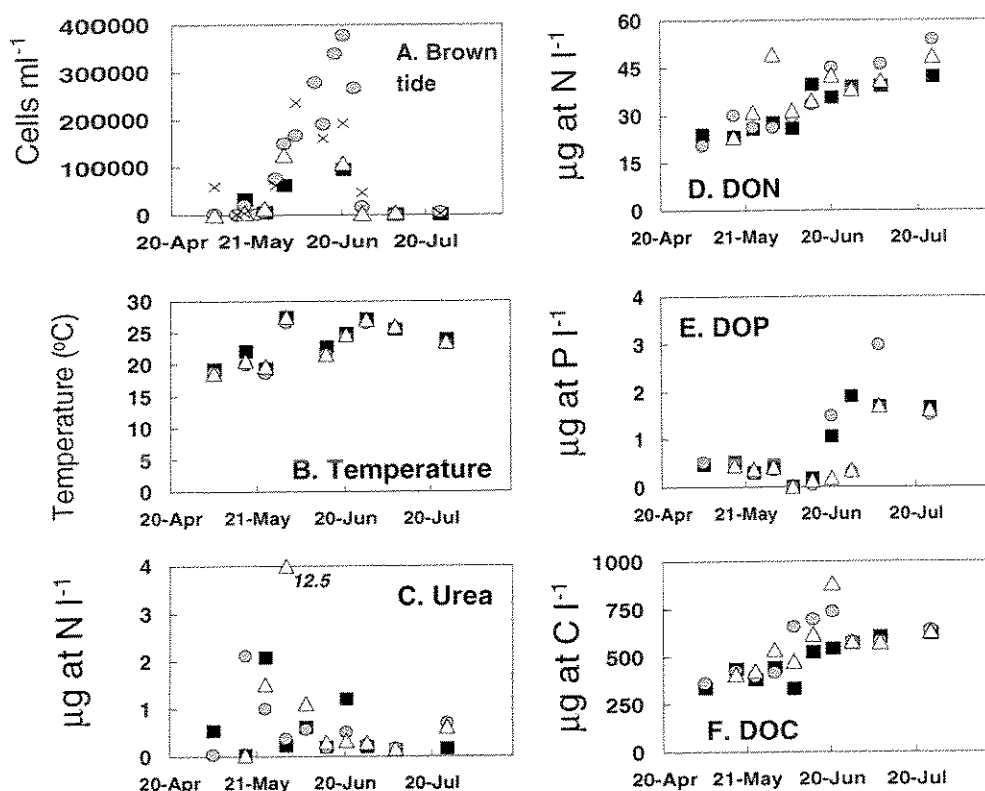 Cells ml-1
400000
300000
200000
100000
0
A. Brown
tide
20-Apr 21-May 20-Jun 20-Jul
Temperature (ºC)
30
25
20
15
10
5
0
B. Temperature
20-Apr 21-May 20-Jun 20-Jul
µg at N l-1
4
3
2
1
0
12.5
C. Urea
20-Apr 21-May 20-Jun 20-Jul
µg at N l-1
60
45
30
15
0
D. DON
20-Apr 21-May 20-Jun 20-Jul
µg at P l-1
4
3
2
1
0
E. DOP
20-Apr 21-May 20-Jun 20-Jul
µg at C l-1
1000
750
500
250
0
F. DOC
20-Apr 21-May 20-Jun 20-Jul